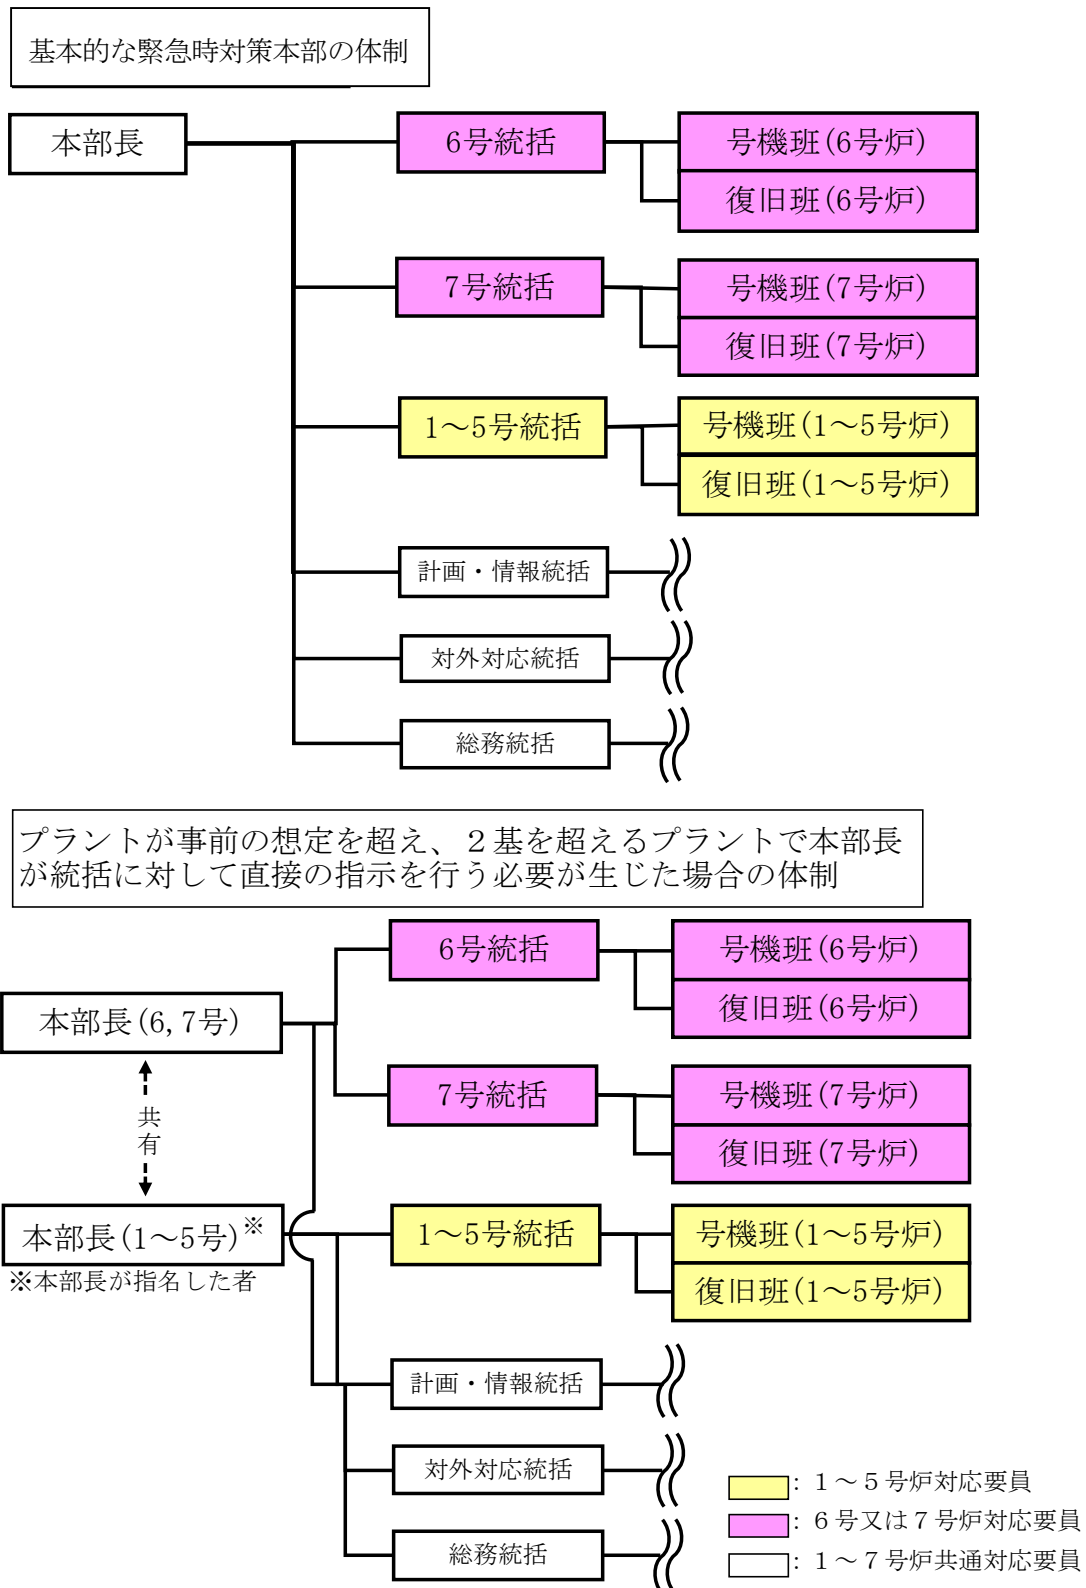 基本的な緊急時対策本部の体制
本部長
6号統括
号機班(6号炉)
復旧班(6号炉)
7号統括
号機班(7号炉)
復旧班(7号炉)
1～5号統括
号機班(1～5号炉)
復旧班(1～5号炉)
計画・情報統括
対外対応統括
総務統括
プラントが事前の想定を超え、２基を超えるプラントで本部長
が統括に対して直接の指示を行う必要が生じた場合の体制
本部長(6,7号)
共有
本部長(1～5号)※
※本部長が指名した者
6号統括
号機班(6号炉)
復旧班(6号炉)
7号統括
号機班(7号炉)
復旧班(7号炉)
1～5号統括
号機班(1～5号炉)
復旧班(1～5号炉)
計画・情報統括
対外対応統括
総務統括
：１～５号炉対応要員
：６号又は７号炉対応要員
：１～７号炉共通対応要員